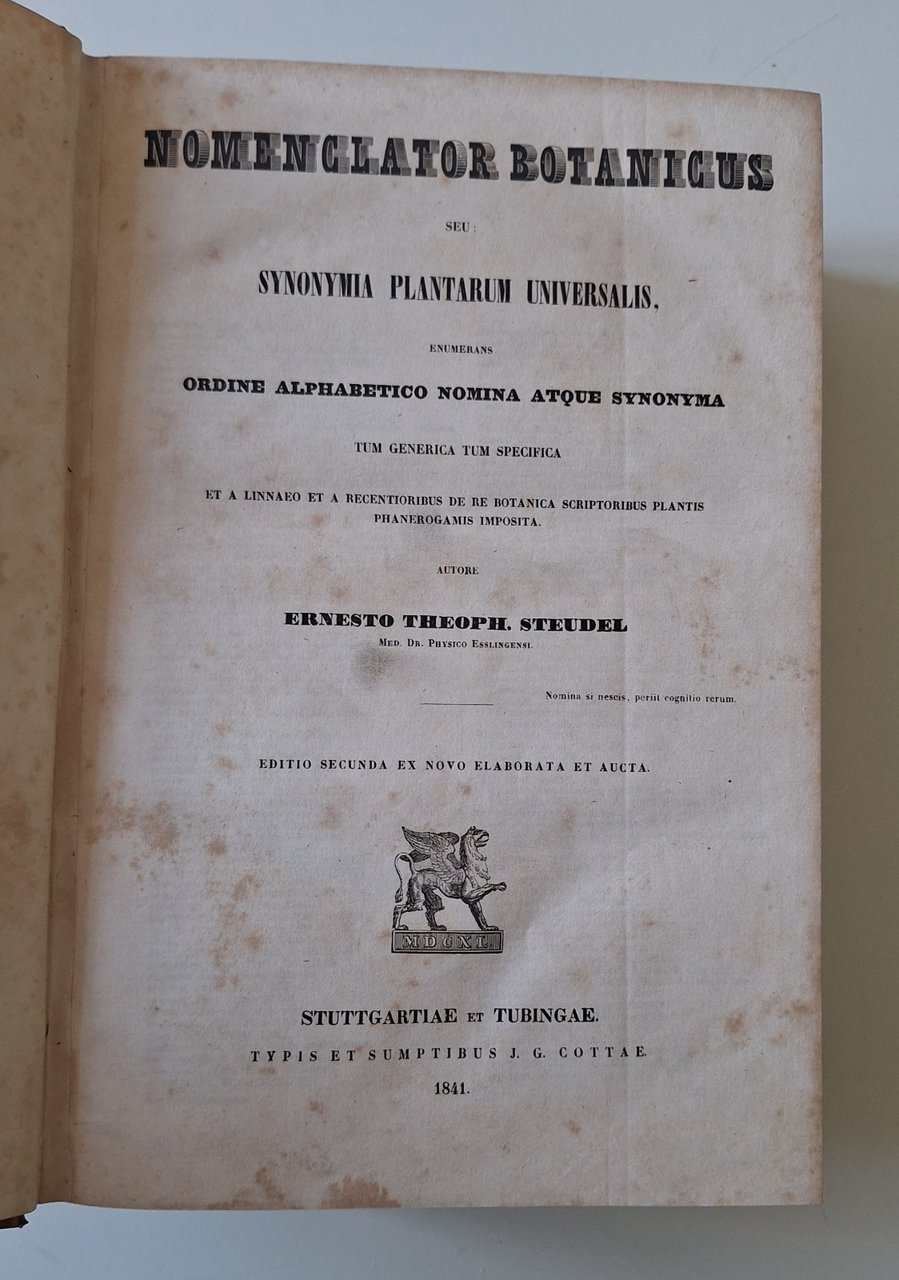 NOMENCLATOR BOTANICUS
SEU:
SYNONYMIA PLANTARUM UNIVERSALIS,
ENUMERANS
ORDINE ALPHABETICO NOMINA ATQUE SYNONYMA
TUM GENERICA TUM SPECIFICA
ET A LINNAEO ET A RECENTIORIBUS DE RE BOTANICA SCRIPTORIBUS PLANTIS
PHANEROGAMIS IMPOSITA.
AUTORE
ERNESTO THEOPH. STEUDEL
MED. DR. PHYSICO ESSLINGENSI.
Nomina si nescis, periit cognitio rerum.
EDITIO SECUNDA EX NOVO ELABORATA ET AUCTA.
MDCXL.
STUTTGARTIAE ET TUBINGAE.
TYPIS ET SUMPTIBUS J. G. COTTAE.
1841.